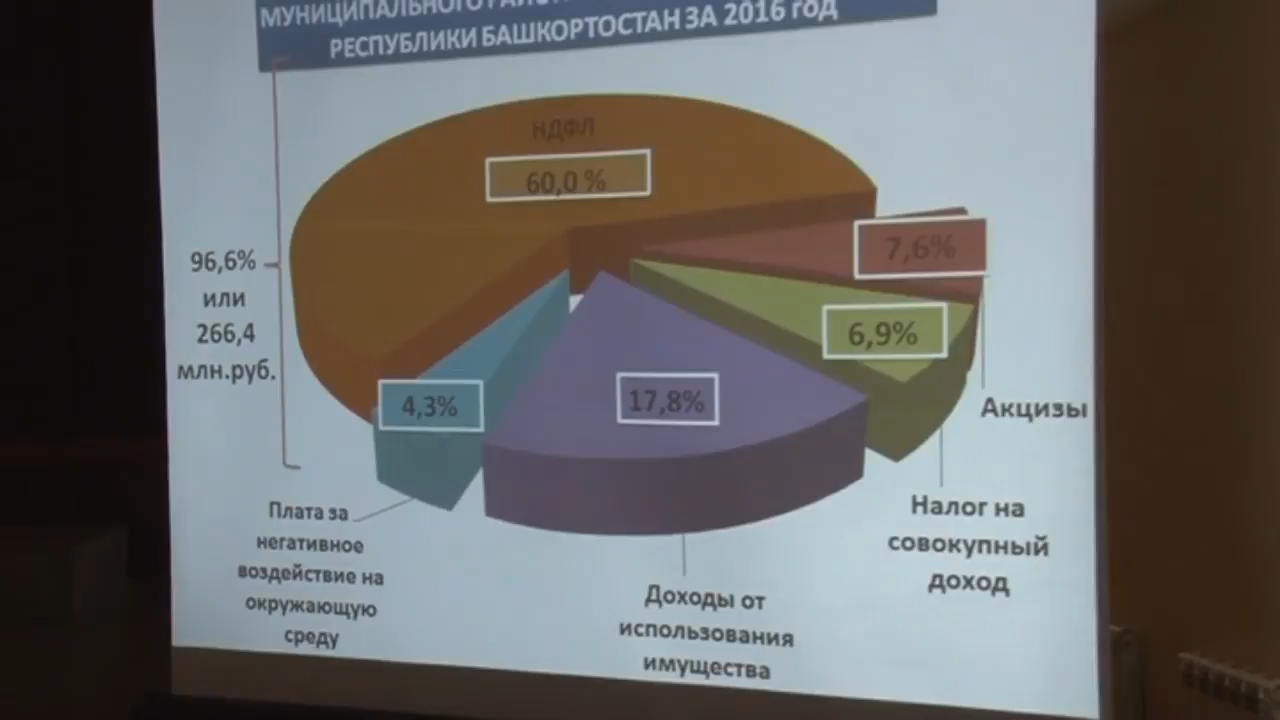 МУНИЦИПАЛЬНОГО
РЕСПУБЛИКИ БАШКОРТОСТАН ЗА 2016 год
НДФЛ
60,0 %
7,6%
96,6%
или
266,4
млн.руб.
6,9%
4,3%
17,8%
Акцизы
Плата за
негативное
воздействие на
окружающую
среду
Налог на
совокупный
доход
Доходы от
использования
имущества